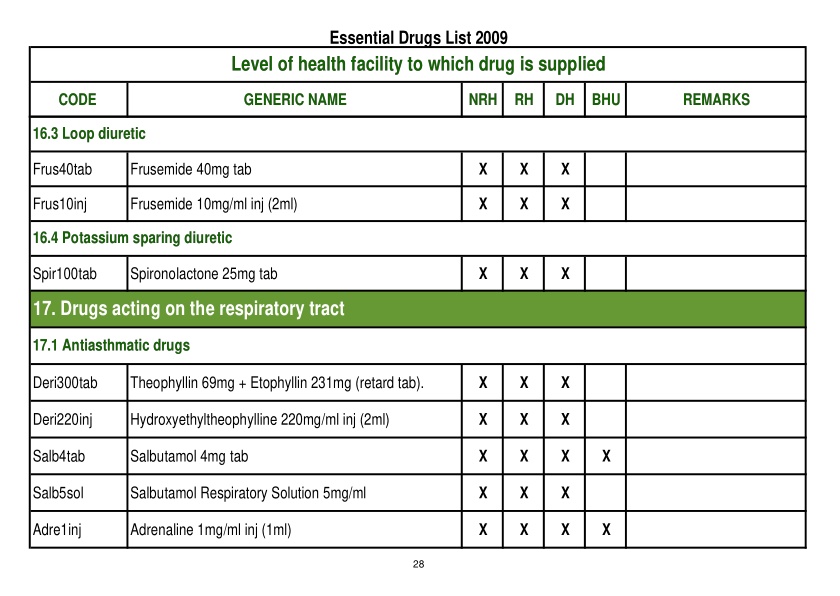 Essential Drugs List 2009
Level of health facility to which drug is supplied
CODE GENERIC NAME NRH RH DH BHU REMARKS
16.3 Loop diuretic
Frus40tab Frusemide 40mg tab X X X
Frus10inj Frusemide 10mg/ml inj (2ml) X X X
16.4 Potassium sparing diuretic
Spir100tab Spironolactone 25mg tab X X X
17. Drugs acting on the respiratory tract
17.1 Antiasthmatic drugs
Deri300tab Theophyllin 69mg + Etophyllin 231mg (retard tab). X X X
Deri220inj Hydroxyethyltheophylline 220mg/ml inj (2ml) X X X
Salb4tab Salbutamol 4mg tab X X X X
Salb5sol Salbutamol Respiratory Solution 5mg/ml X X X
Adre1inj Adrenaline 1mg/ml inj (1ml) X X X X
28